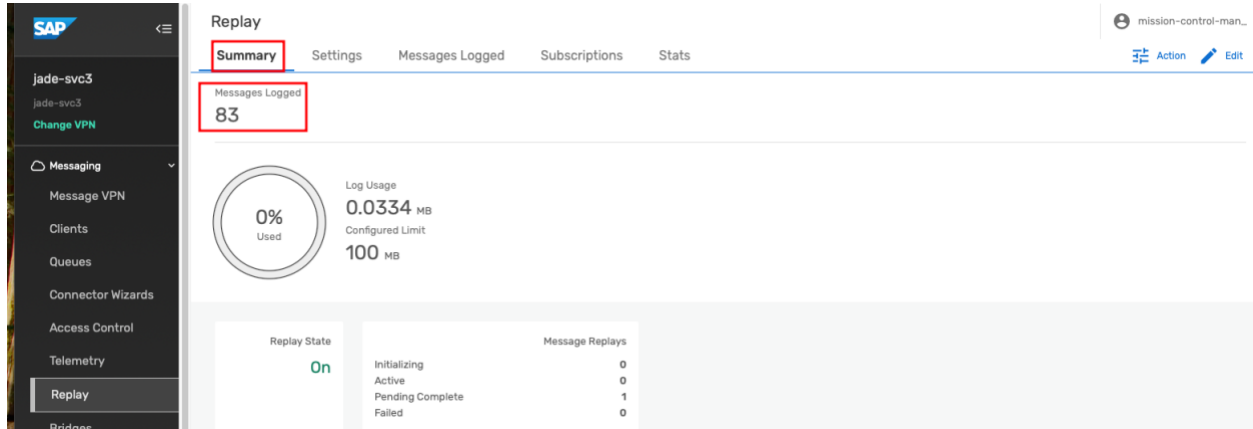 SAP
jade-svc3
jade-svc3
Change VPN
Messaging
Message VPN
Clients
Queues
Connector Wizards
Access Control
Telemetry
Replay
Bridges
Replay
mission-control-man...
Summary Settings Messages Logged Subscriptions Stats
Action Edit
Messages Logged
83
0%
Used
Log Usage
0.0334 MB
Configured Limit
100 MB
Replay State
On
Message Replays
Initializing 0
Active 0
Pending Complete 1
Failed 0